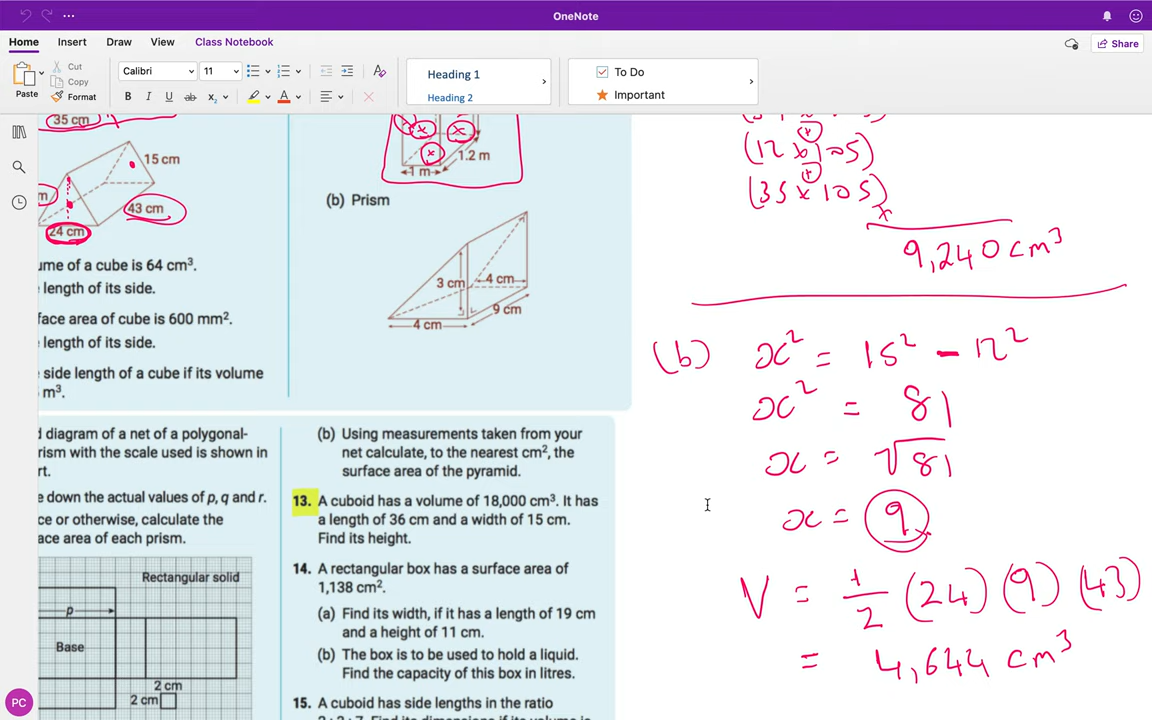 OneNote
Home Insert Draw View Class Notebook
Share
Paste
Cut
Copy
Format
Calibri 11
B I U ab x₂ A
Heading 1
Heading 2
To Do
Important
35 cm
15 cm
m
43 cm
24 cm
ume of a cube is 64 cm³.
length of its side.
face area of cube is 600 mm².
length of its side.
side length of a cube if its volume
m³.
1.2 m
1 m
(b) Prism
3 cm
4 cm
9 cm
4 cm
d diagram of a net of a polygonal-
rism with the scale used is shown in
rt.
e down the actual values of p, q and r.
ce or otherwise, calculate the
ace area of each prism.
Rectangular solid
p
Base
2 cm
2 cm
(b) Using measurements taken from your
net calculate, to the nearest cm², the
surface area of the pyramid.
13. A cuboid has a volume of 18,000 cm³. It has
a length of 36 cm and a width of 15 cm.
Find its height.
14. A rectangular box has a surface area of
1,138 cm².
(a) Find its width, if it has a length of 19 cm
and a height of 11 cm.
(b) The box is to be used to hold a liquid.
Find the capacity of this box in litres.
15. A cuboid has side lengths in the ratio
(35 x 105)
9,240 cm³
(b) x² = 15² - 12²
x² = 81
x = √81
x = 9
V = 1/2 (24) (9) (43)
= 4,644 cm³
PC